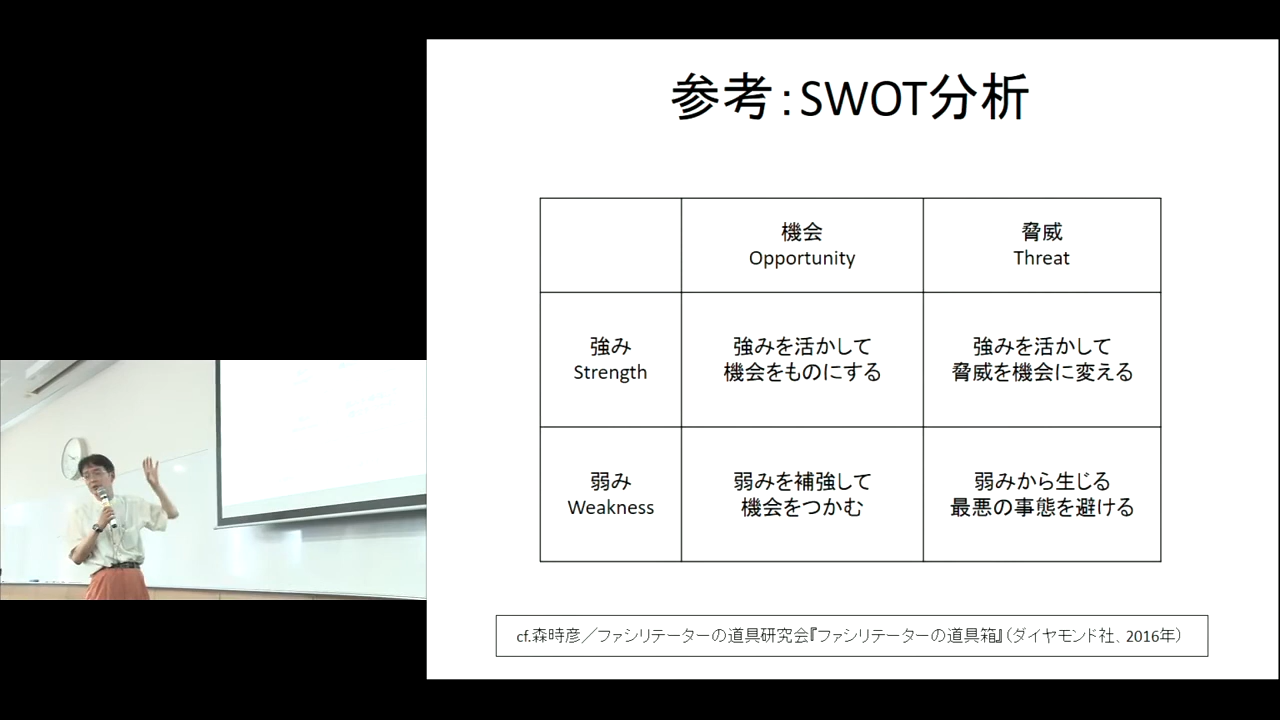 参考：SWOT分析
機会
Opportunity
脅威
Threat
強み
Strength
強みを活かして
機会をものにする
強みを活かして
脅威を機会に変える
弱み
Weakness
弱みを補強して
機会をつかむ
弱みから生じる
最悪の事態を避ける
cf.森時彦／ファシリテーターの道具研究会『ファシリテーターの道具箱』（ダイヤモンド社、2016年）